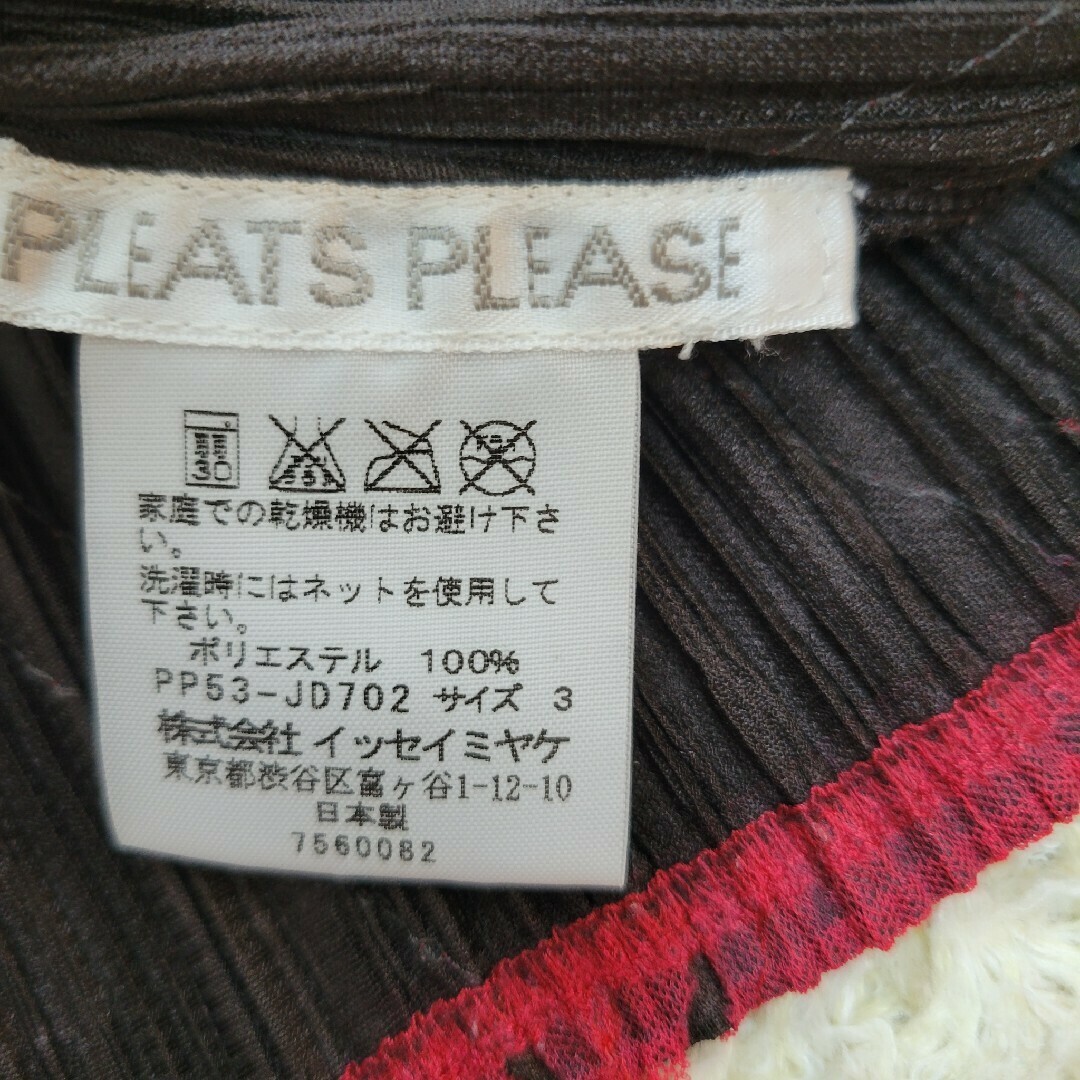 PLEATS PLEASE
30
家庭での乾燥機はお避け下さ
い。
洗濯時にはネットを使用して
下さい。
ポリエステル 100%
PP53-JD702 サイズ 3
株式会社 イッセイミヤケ
東京都渋谷区富ヶ谷1-12-10
日本製
7560082